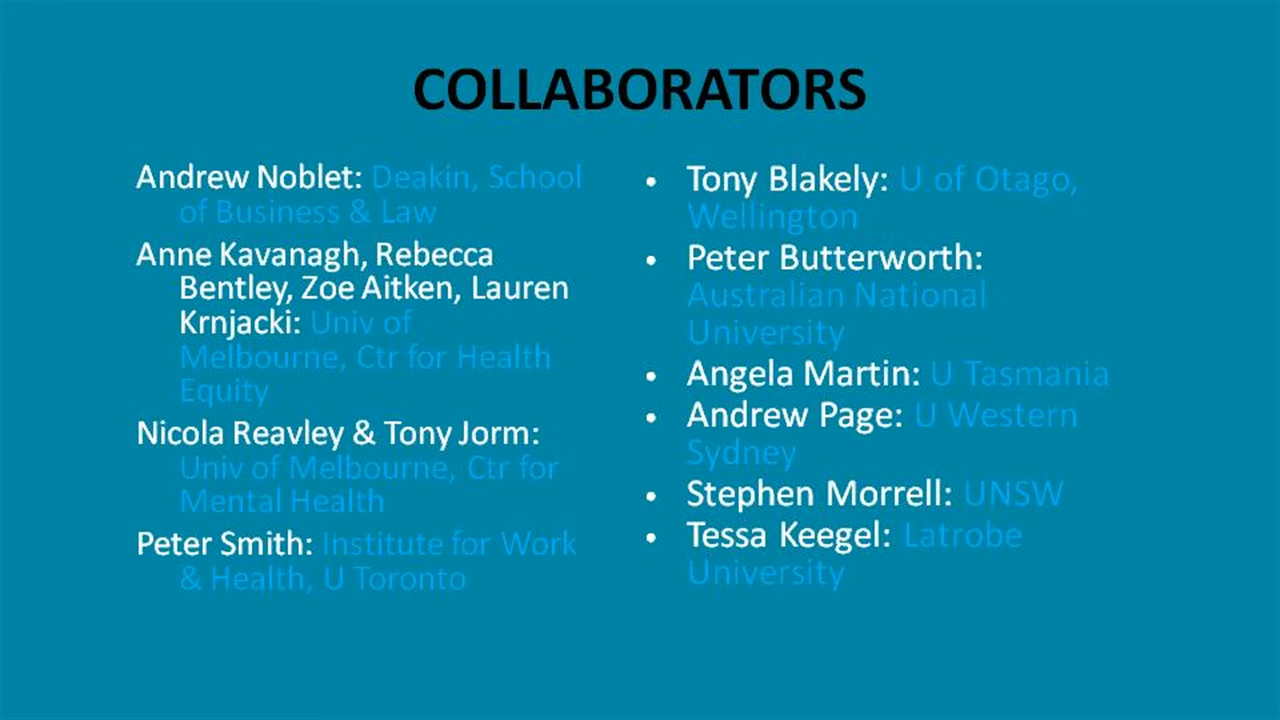 COLLABORATORS
Andrew Noblet: Deakin, School
of Business & Law
Anne Kavanagh, Rebecca
Bentley, Zoe Aitken, Lauren
Krnjacki: Univ of
Melbourne, Ctr for Health
Equity
Nicola Reavley & Tony Jorm:
Univ of Melbourne, Ctr for
Mental Health
Peter Smith: Institute for Work
& Health, U Toronto
• Tony Blakely: U of Otago,
Wellington
• Peter Butterworth:
Australian National
University
• Angela Martin: U Tasmania
• Andrew Page: U Western
Sydney
• Stephen Morrell: UNSW
• Tessa Keegel: Latrobe
University